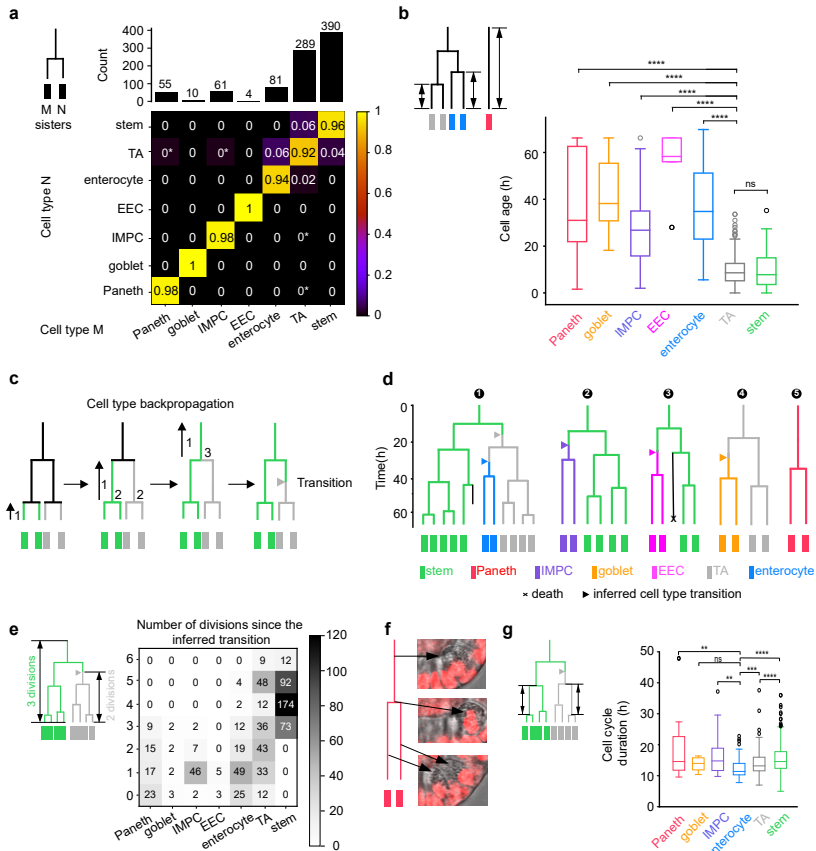 a
M N
sisters
Count
400
300
200
100
0
55
10
61
4
81
289
390
Cell type N
stem 0 0 0 0 0 0.06 0.96
TA 0* 0 0* 0 0.06 0.92 0.04
enterocyte 0 0 0 0 0.94 0.02 0
EEC 0 0 0 1 0 0 0
IMPC 0 0 0.98 0 0 0* 0
goblet 0 1 0 0 0 0 0
Paneth 0.98 0 0 0 0 0* 0
Cell type M
Paneth goblet IMPC EEC enterocyte TA stem
1
0.8
0.6
0.4
0.2
0
b
****
****
****
****
****
ns
Cell age (h)
60
40
20
0
Paneth goblet IMPC EEC enterocyte TA stem
c
Cell type backpropagation
1
1
2 2
1
3
Transition
d
1 2 3 4 5
Time(h)
0
20
40
60
x
stem Paneth IMPC goblet EEC TA enterocyte
× death ► inferred cell type transition
e
3 divisions
2 divisions
Number of divisions since the
inferred transition
6 0 0 0 0 0 9 12
5 0 0 0 0 4 48 92
4 0 0 0 0 2 12 174
3 9 2 2 0 12 36 73
2 15 7 7 0 19 43 0
1 17 2 46 3 49 33 0
0 23 3 2 3 25 12 0
Paneth goblet IMPC EEC enterocyte TA stem
120
100
80
60
40
20
0
f
g
Cell cycle
duration (h)
50
40
30
20
10
0
**
ns
**
****
***
****
Paneth goblet IMPC enterocyte TA stem